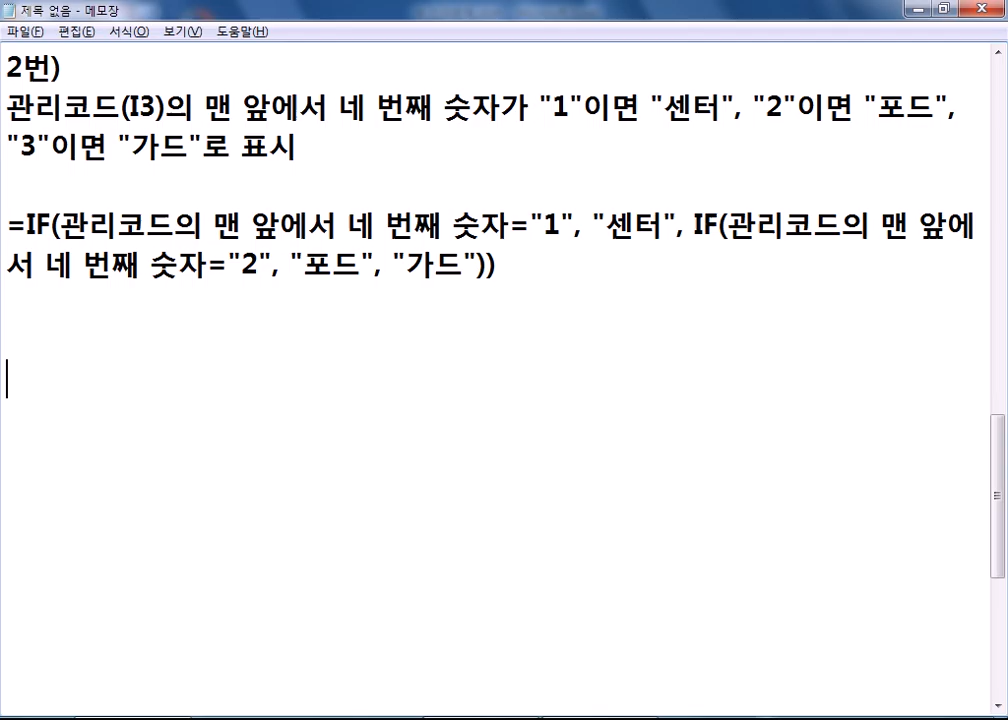 제목 없음 - 메모장
파일(F) 편집(E) 서식(O) 보기(V) 도움말(H)
2번)
관리코드(I3)의 맨 앞에서 네 번째 숫자가 "1"이면 "센터", "2"이면 "포드",
"3"이면 "가드"로 표시
=IF(관리코드의 맨 앞에서 네 번째 숫자="1", "센터", IF(관리코드의 맨 앞에
서 네 번째 숫자="2", "포드", "가드"))